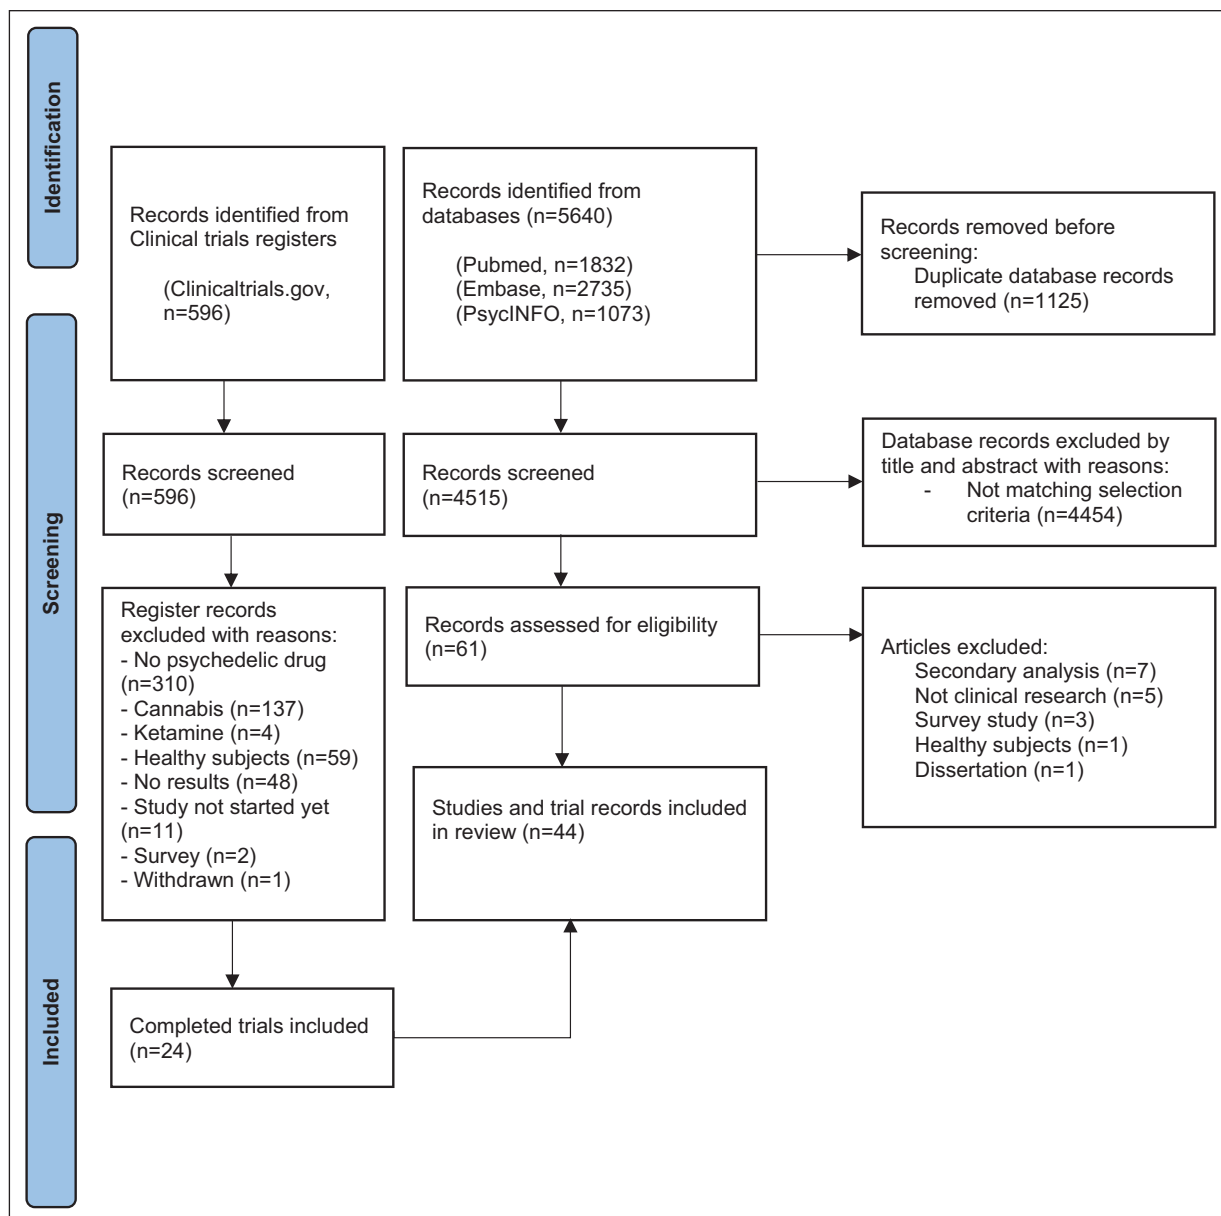 Identification
Records identified from
Clinical trials registers
(Clinicaltrials.gov,
n=596)
Records identified from
databases (n=5640)
(Pubmed, n=1832)
(Embase, n=2735)
(PsycINFO, n=1073)
Records removed before
screening:
Duplicate database records
removed (n=1125)
Screening
Records screened
(n=596)
Records screened
(n=4515)
Database records excluded by
title and abstract with reasons:
- Not matching selection
criteria (n=4454)
Register records
excluded with reasons:
- No psychedelic drug
(n=310)
- Cannabis (n=137)
- Ketamine (n=4)
- Healthy subjects (n=59)
- No results (n=48)
- Study not started yet
(n=11)
- Survey (n=2)
- Withdrawn (n=1)
Records assessed for eligibility
(n=61)
Articles excluded:
Secondary analysis (n=7)
Not clinical research (n=5)
Survey study (n=3)
Healthy subjects (n=1)
Dissertation (n=1)
Studies and trial records included
in review (n=44)
Included
Completed trials included
(n=24)